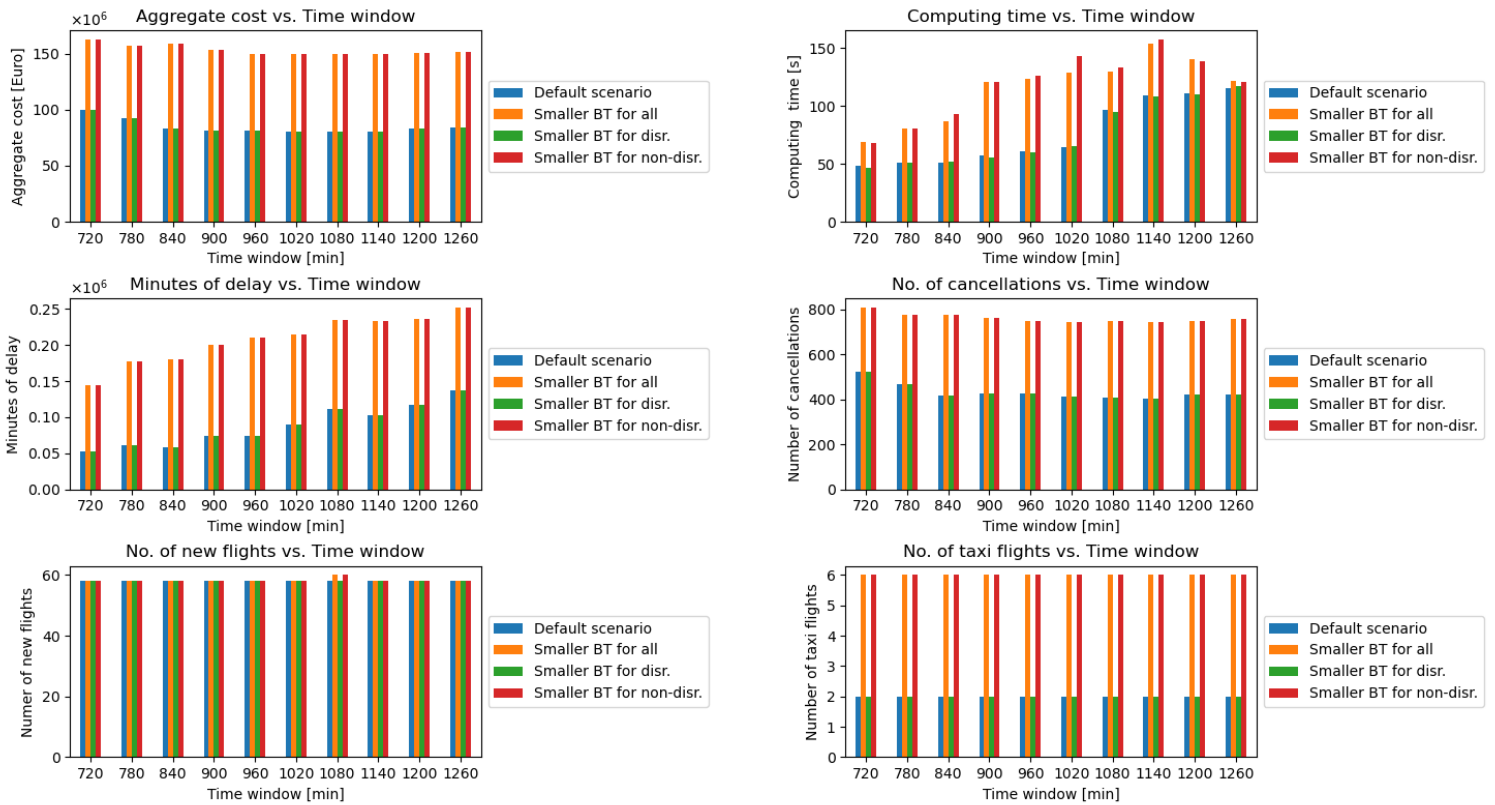 Aggregate cost vs. Time window
×10⁶
Aggregate cost [Euro]
150
100
50
0
720 780 840 900 960 1020 1080 1140 1200 1260
Time window [min]
Default scenario
Smaller BT for all
Smaller BT for disr.
Smaller BT for non-disr.
Computing time vs. Time window
Computing time [s]
150
100
50
0
720 780 840 900 960 1020 1080 1140 1200 1260
Time window [min]
Default scenario
Smaller BT for all
Smaller BT for disr.
Smaller BT for non-disr.
Minutes of delay vs. Time window
×10⁶
Minutes of delay
0.25
0.20
0.15
0.10
0.05
0.00
720 780 840 900 960 1020 1080 1140 1200 1260
Time window [min]
Default scenario
Smaller BT for all
Smaller BT for disr.
Smaller BT for non-disr.
No. of cancellations vs. Time window
Number of cancellations
800
600
400
200
0
720 780 840 900 960 1020 1080 1140 1200 1260
Time window [min]
Default scenario
Smaller BT for all
Smaller BT for disr.
Smaller BT for non-disr.
No. of new flights vs. Time window
Numer of new flights
60
40
20
0
720 780 840 900 960 1020 1080 1140 1200 1260
Time window [min]
Default scenario
Smaller BT for all
Smaller BT for disr.
Smaller BT for non-disr.
No. of taxi flights vs. Time window
Number of taxi flights
6
5
4
3
2
1
0
720 780 840 900 960 1020 1080 1140 1200 1260
Time window [min]
Default scenario
Smaller BT for all
Smaller BT for disr.
Smaller BT for non-disr.